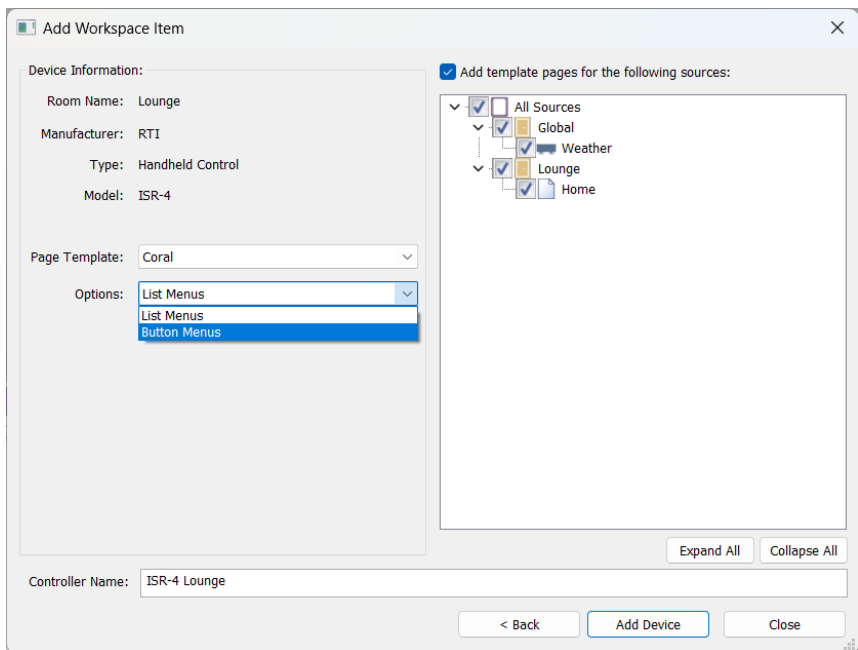 Add Workspace Item
Device Information:
Room Name: Lounge
Manufacturer: RTI
Type: Handheld Control
Model: ISR-4
Page Template: Coral
Options: List Menus
List Menus
Button Menus
Add template pages for the following sources:
All Sources
Global
Weather
Lounge
Home
Expand All
Collapse All
Controller Name: ISR-4 Lounge
< Back
Add Device
Close